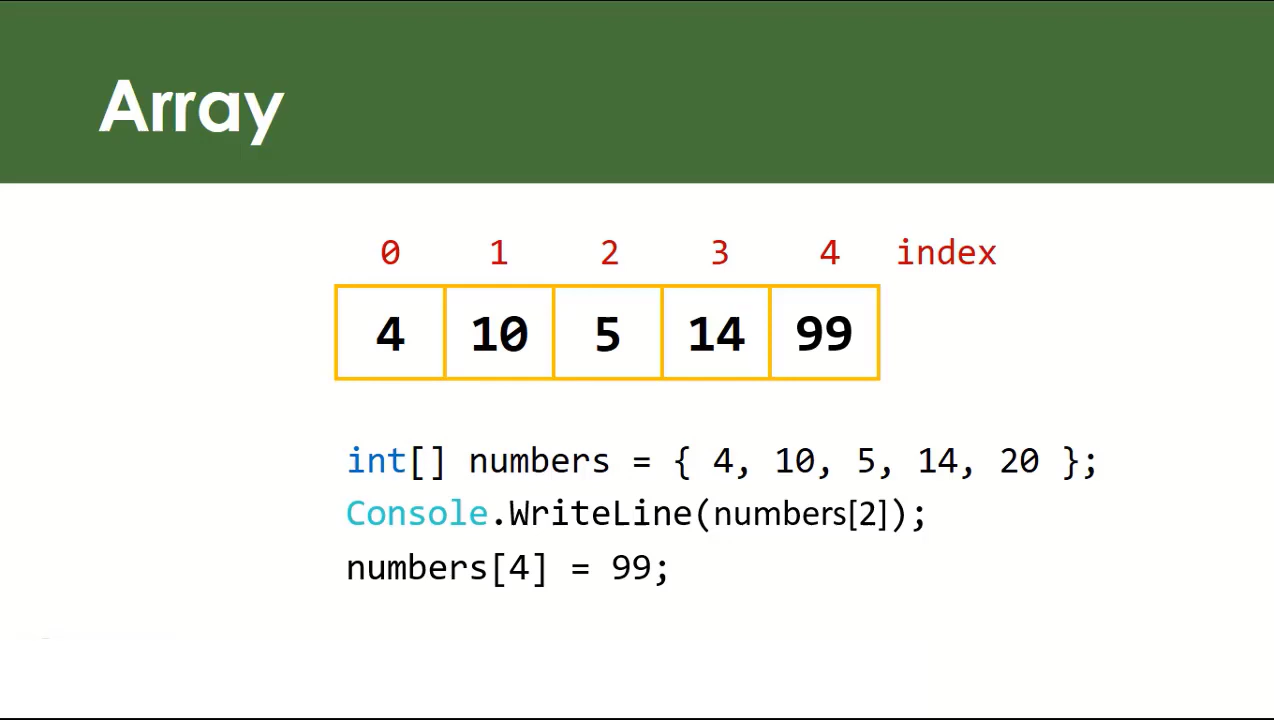 Array
0 1 2 3 4 index
4 10 5 14 99
int[] numbers = { 4, 10, 5, 14, 20 };
Console.WriteLine(numbers[2]);
numbers[4] = 99;